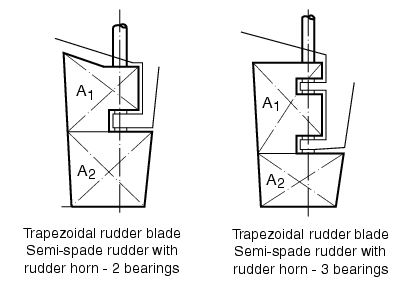 A1
A2
Trapezoidal rudder blade
Semi-spade rudder with
rudder horn - 2 bearings
A1
A2
Trapezoidal rudder blade
Semi-spade rudder with
rudder horn - 3 bearings